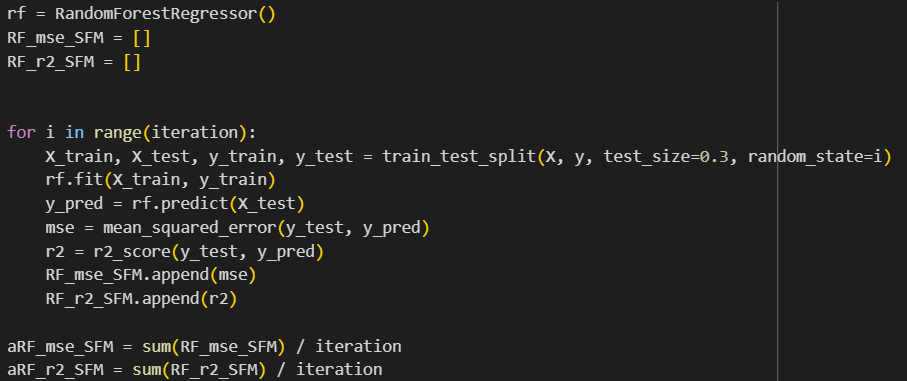 rf = RandomForestRegressor()
RF_mse_SFM = []
RF_r2_SFM = []
for i in range(iteration):
    X_train, X_test, y_train, y_test = train_test_split(X, y, test_size=0.3, random_state=i)
    rf.fit(X_train, y_train)
    y_pred = rf.predict(X_test)
    mse = mean_squared_error(y_test, y_pred)
    r2 = r2_score(y_test, y_pred)
    RF_mse_SFM.append(mse)
    RF_r2_SFM.append(r2)
aRF_mse_SFM = sum(RF_mse_SFM) / iteration
aRF_r2_SFM = sum(RF_r2_SFM) / iteration